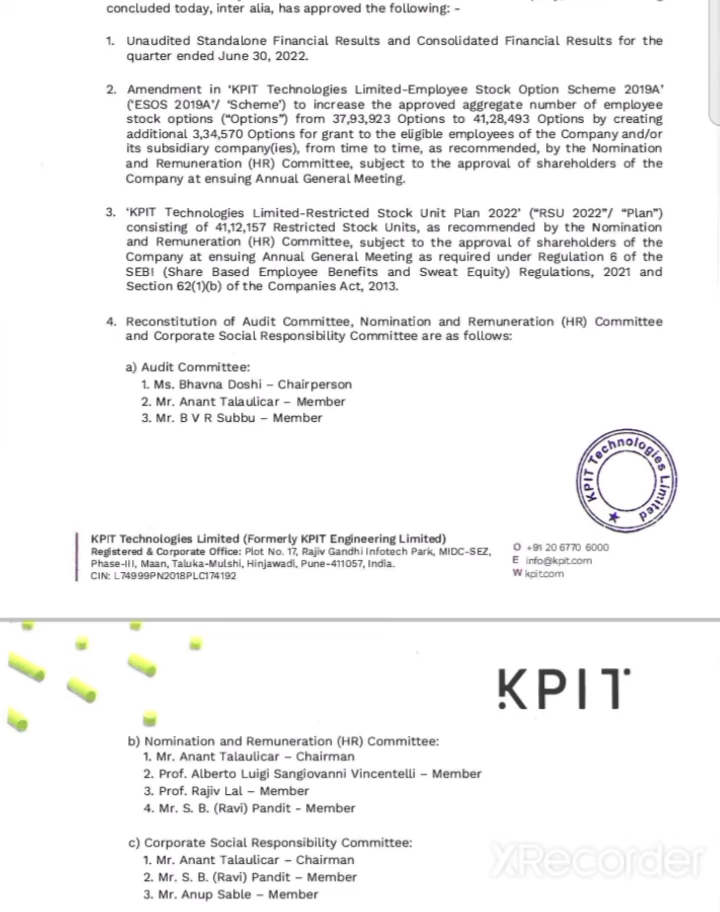 concluded today, inter alia, has approved the following: -
1. Unaudited Standalone Financial Results and Consolidated Financial Results for the
quarter ended June 30, 2022.
2. Amendment in 'KPIT Technologies Limited-Employee Stock Option Scheme 2019A'
('ESOS 2019A'/ 'Scheme') to increase the approved aggregate number of employee
stock options ("Options") from 37,93,923 Options to 41,28,493 Options by creating
additional 3,34,570 Options for grant to the eligible employees of the Company and/or
its subsidiary company(ies), from time to time, as recommended, by the Nomination
and Remuneration (HR) Committee, subject to the approval of shareholders of the
Company at ensuing Annual General Meeting.
3. 'KPIT Technologies Limited-Restricted Stock Unit Plan 2022' ("RSU 2022"/ "Plan")
consisting of 41,12,157 Restricted Stock Units, as recommended by the Nomination
and Remuneration (HR) Committee, subject to the approval of shareholders of the
Company at ensuing Annual General Meeting as required under Regulation 6 of the
SEBI (Share Based Employee Benefits and Sweat Equity) Regulations, 2021 and
Section 62(1)(b) of the Companies Act, 2013.
4. Reconstitution of Audit Committee, Nomination and Remuneration (HR) Committee
and Corporate Social Responsibility Committee are as follows:
a) Audit Committee:
1. Ms. Bhavna Doshi – Chairperson
2. Mr. Anant Talaulicar – Member
3. Mr. B V R Subbu – Member
KPIT Technologies Limited
Pune
KPIT Technologies Limited (Formerly KPIT Engineering Limited)
Registered & Corporate Office: Plot No. 17, Rajiv Gandhi Infotech Park, MIDC-SEZ,
Phase-III, Maan, Taluka-Mulshi, Hinjawadi, Pune-411057, India.
CIN: L74999PN2018PLC174192
O +91 20 6770 6000
E info@kpit.com
W kpit.com
KPIT
b) Nomination and Remuneration (HR) Committee:
1. Mr. Anant Talaulicar – Chairman
2. Prof. Alberto Luigi Sangiovanni Vincentelli – Member
3. Prof. Rajiv Lal – Member
4. Mr. S. B. (Ravi) Pandit - Member
c) Corporate Social Responsibility Committee:
1. Mr. Anant Talaulicar – Chairman
2. Mr. S. B. (Ravi) Pandit – Member
3. Mr. Anup Sable – Member
XRecorder